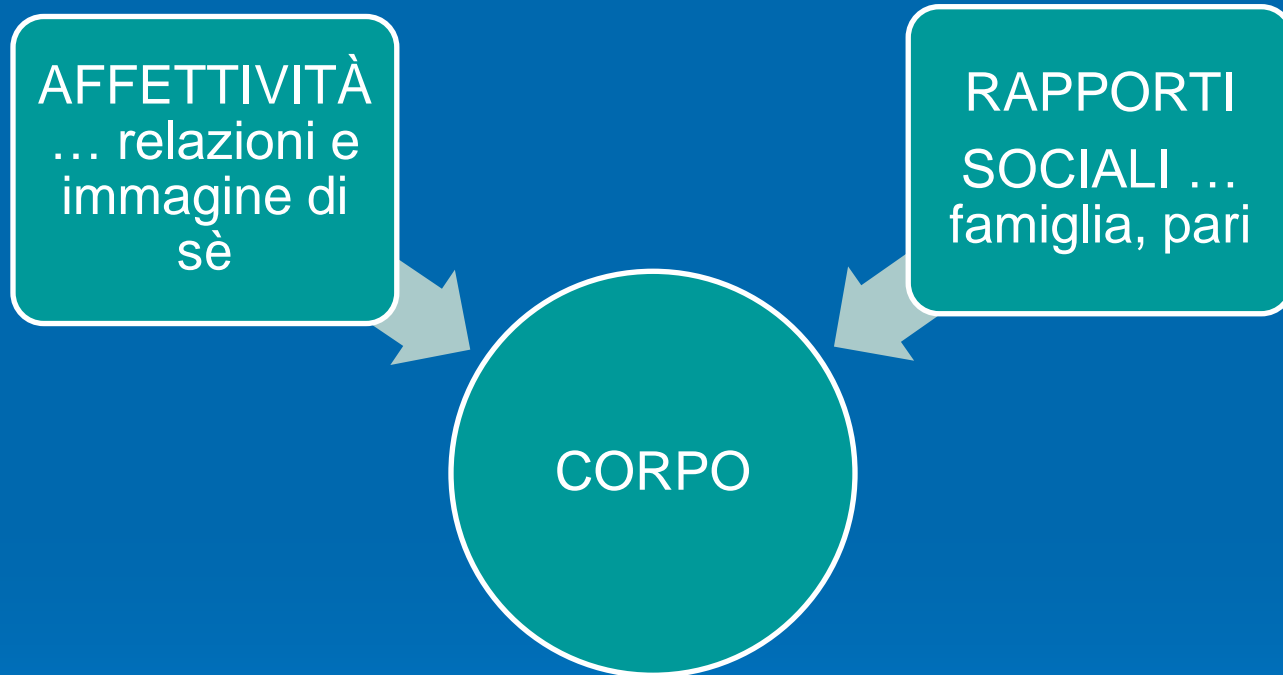 AFFETTIVITÀ
… relazioni e
immagine di
sè
RAPPORTI
SOCIALI …
famiglia, pari
CORPO